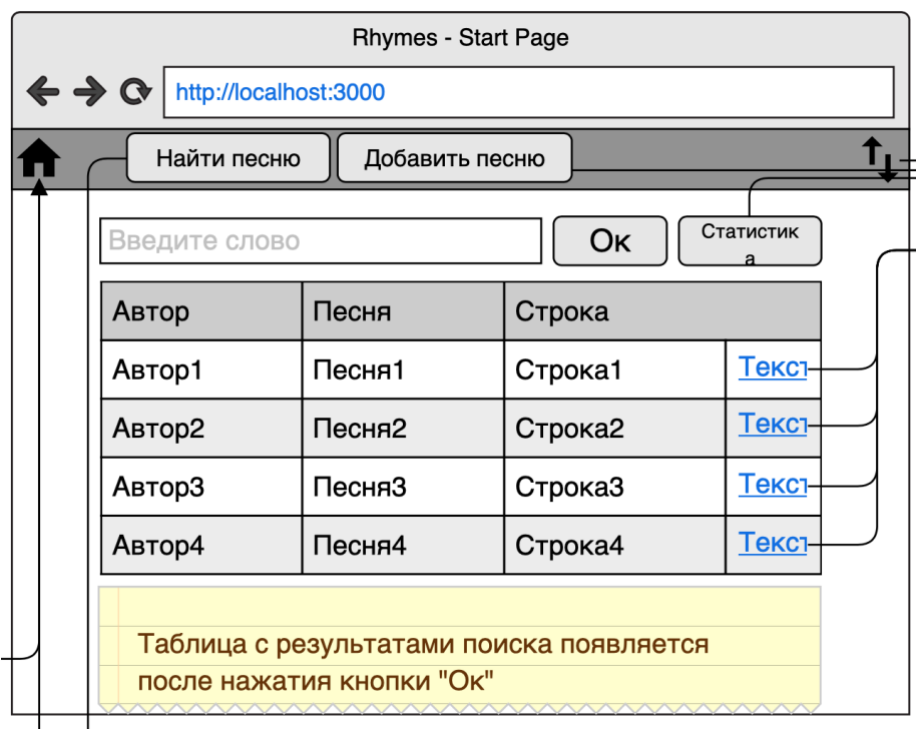 Rhymes - Start Page
http://localhost:3000
Найти песню Добавить песню
Введите слово Ок Статистик
а
Автор Песня Строка
Автор1 Песня1 Строка1 Текст
Автор2 Песня2 Строка2 Текст
Автор3 Песня3 Строка3 Текст
Автор4 Песня4 Строка4 Текст
Таблица с результатами поиска появляется
после нажатия кнопки "Ок"